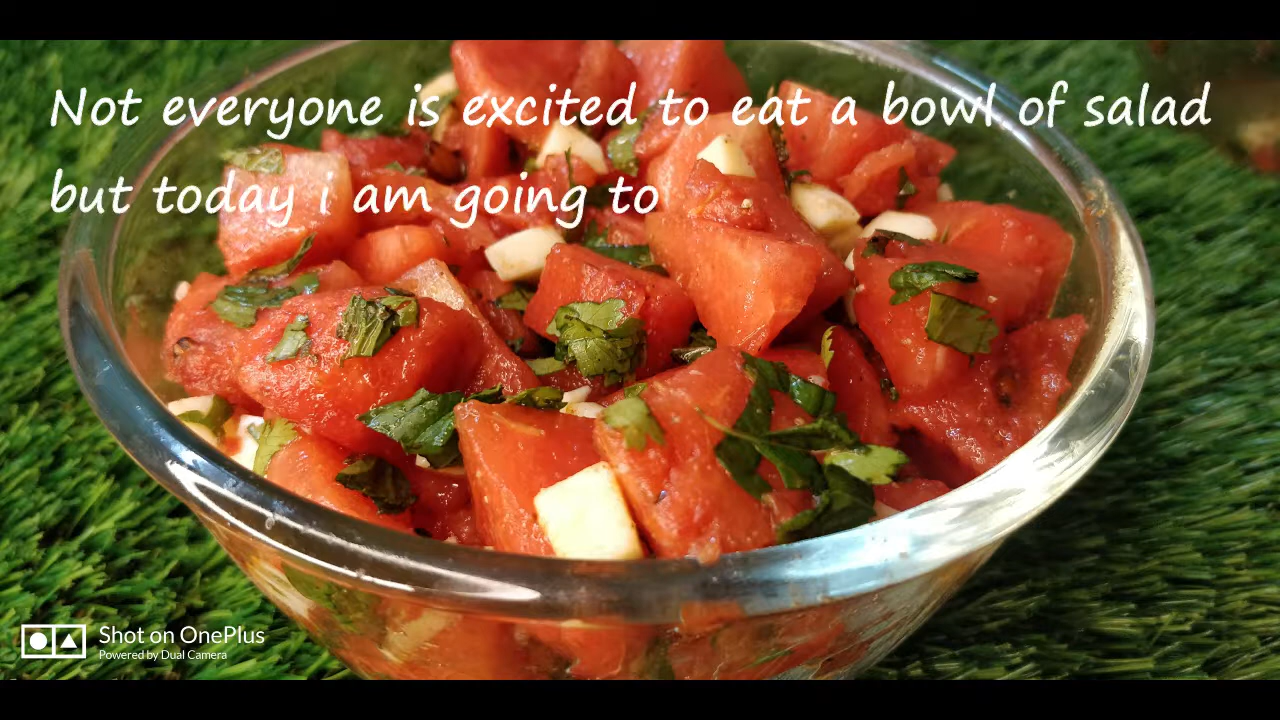 Not everyone is excited to eat a bowl of salad
but today i am going to
Shot on OnePlus
Powered by Dual Camera